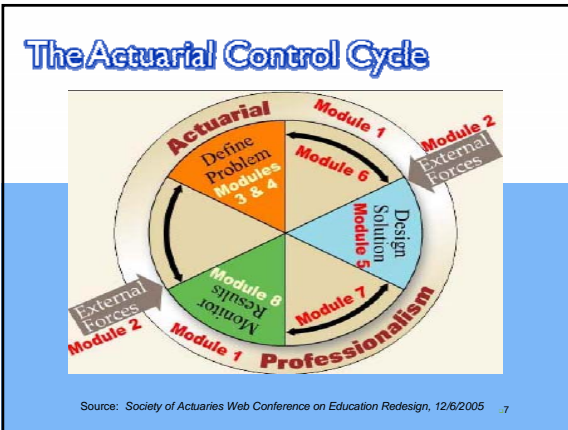 The Actuarial Control Cycle
Actuarial
Module 1
Module 2
External
Forces
Define
Problem
Modules
3 & 4
Module 6
Design
Solution
Module 5
Module 8
Monitor
Results
Module 7
External
Forces
Module 2
Module 1
Professionalism
Source: Society of Actuaries Web Conference on Education Redesign, 12/6/2005
7